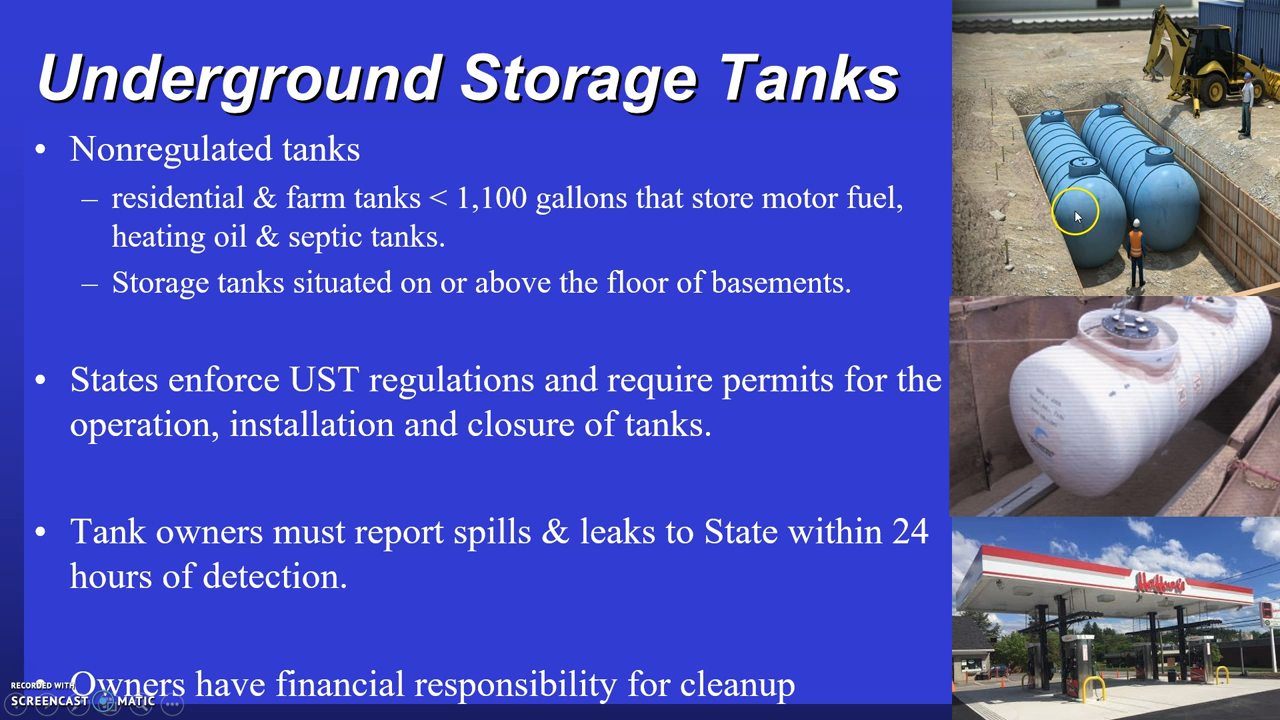 Underground Storage Tanks
• Nonregulated tanks
– residential & farm tanks < 1,100 gallons that store motor fuel,
heating oil & septic tanks.
– Storage tanks situated on or above the floor of basements.
• States enforce UST regulations and require permits for the
operation, installation and closure of tanks.
• Tank owners must report spills & leaks to State within 24
hours of detection.
Owners have financial responsibility for cleanup
RECORDED WITH
SCREENCAST MATIC
Haffner's